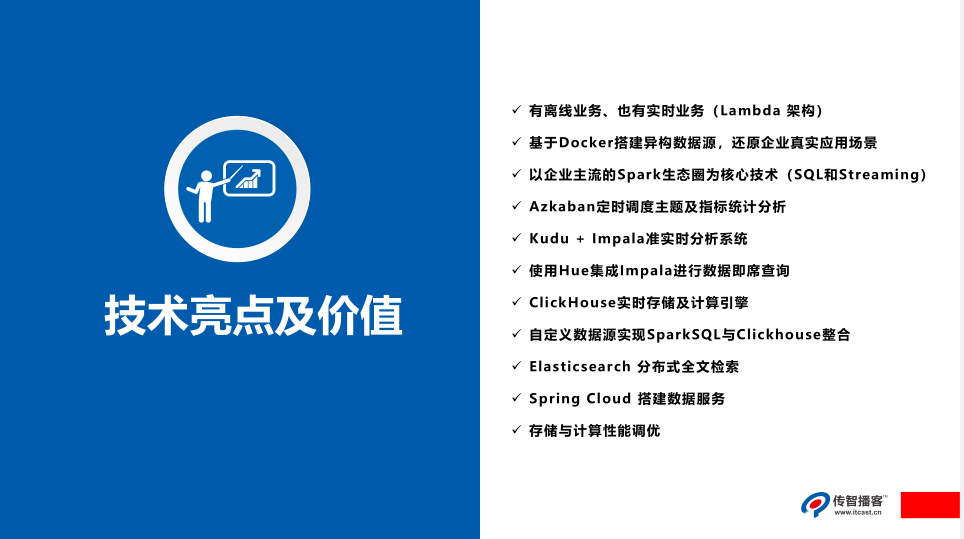 技术亮点及价值
✓ 有离线业务、也有实时业务（Lambda 架构）
✓ 基于Docker搭建异构数据源，还原企业真实应用场景
✓ 以企业主流的Spark生态圈为核心技术（SQL和Streaming）
✓ Azkaban定时调度主题及指标统计分析
✓ Kudu + Impala准实时分析系统
✓ 使用Hue集成Impala进行数据即席查询
✓ ClickHouse实时存储及计算引擎
✓ 自定义数据源实现SparkSQL与Clickhouse整合
✓ Elasticsearch 分布式全文检索
✓ Spring Cloud 搭建数据服务
✓ 存储与计算性能调优
传智播客™
www.itcast.cn